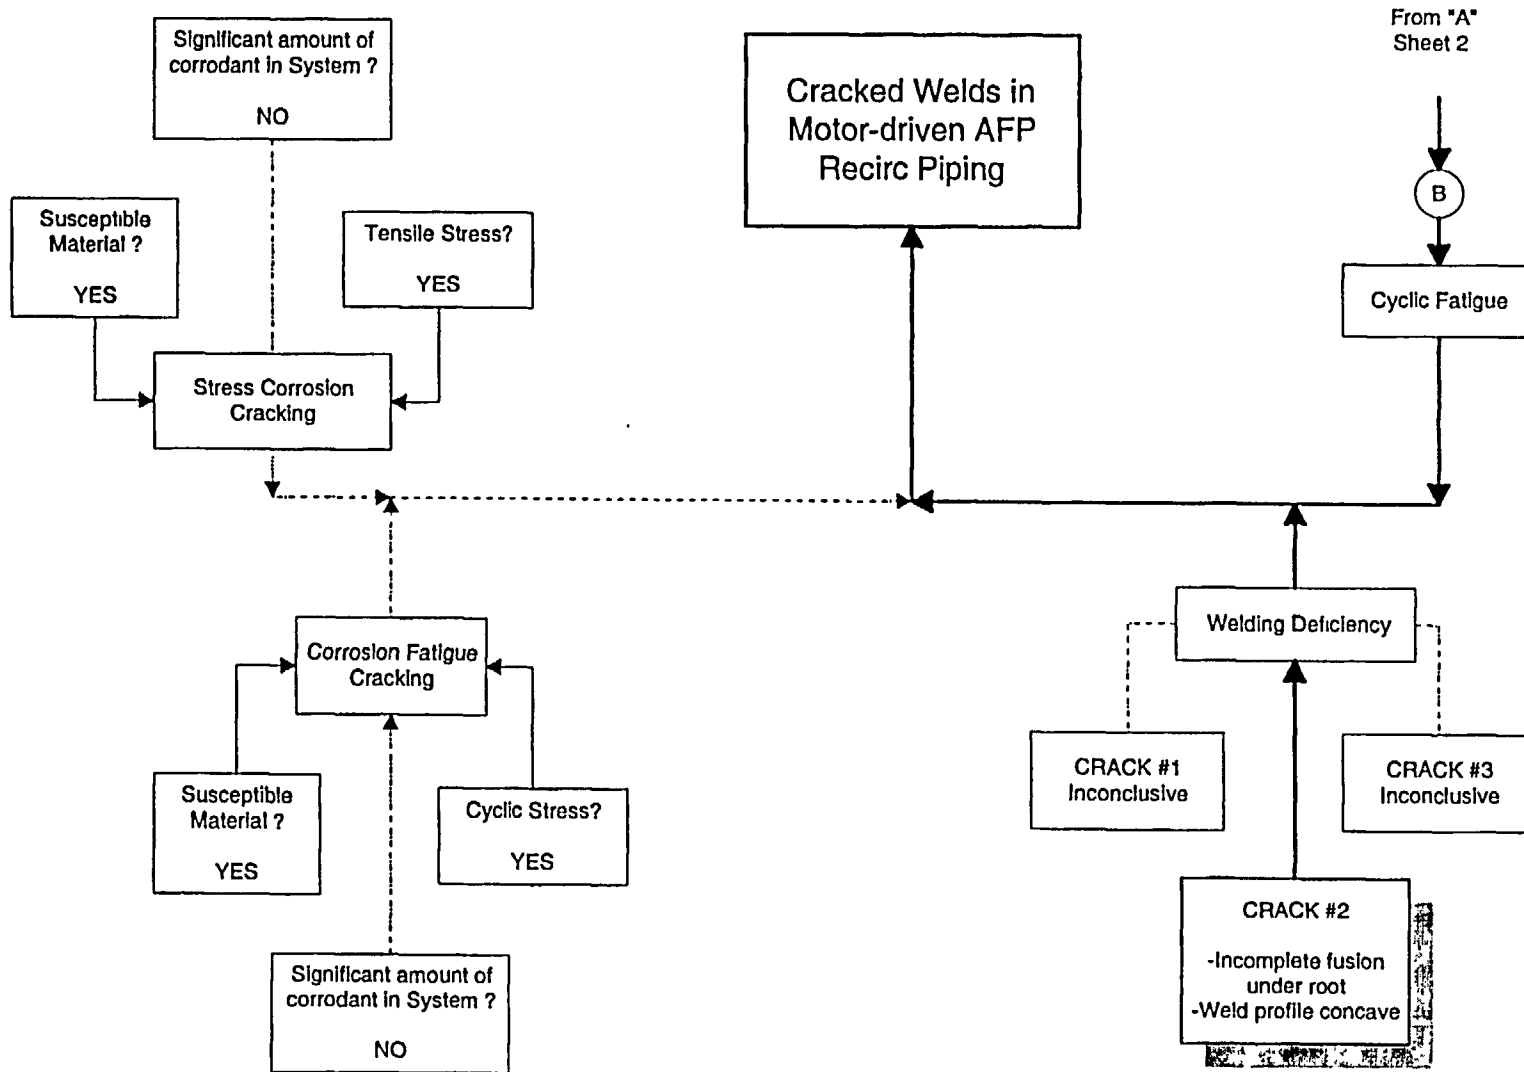 Significant amount of
corrodant in System ?
NO
Susceptible
Material ?
YES
Tensile Stress?
YES
Stress Corrosion
Cracking
Cracked Welds in
Motor-driven AFP
Recirc Piping
From "A"
Sheet 2
B
Cyclic Fatigue
Corrosion Fatigue
Cracking
Susceptible
Material ?
YES
Cyclic Stress?
YES
Significant amount of
corrodant in System ?
NO
Welding Deficiency
CRACK #1
Inconclusive
CRACK #3
Inconclusive
CRACK #2
-Incomplete fusion
under root
-Weld profile concave